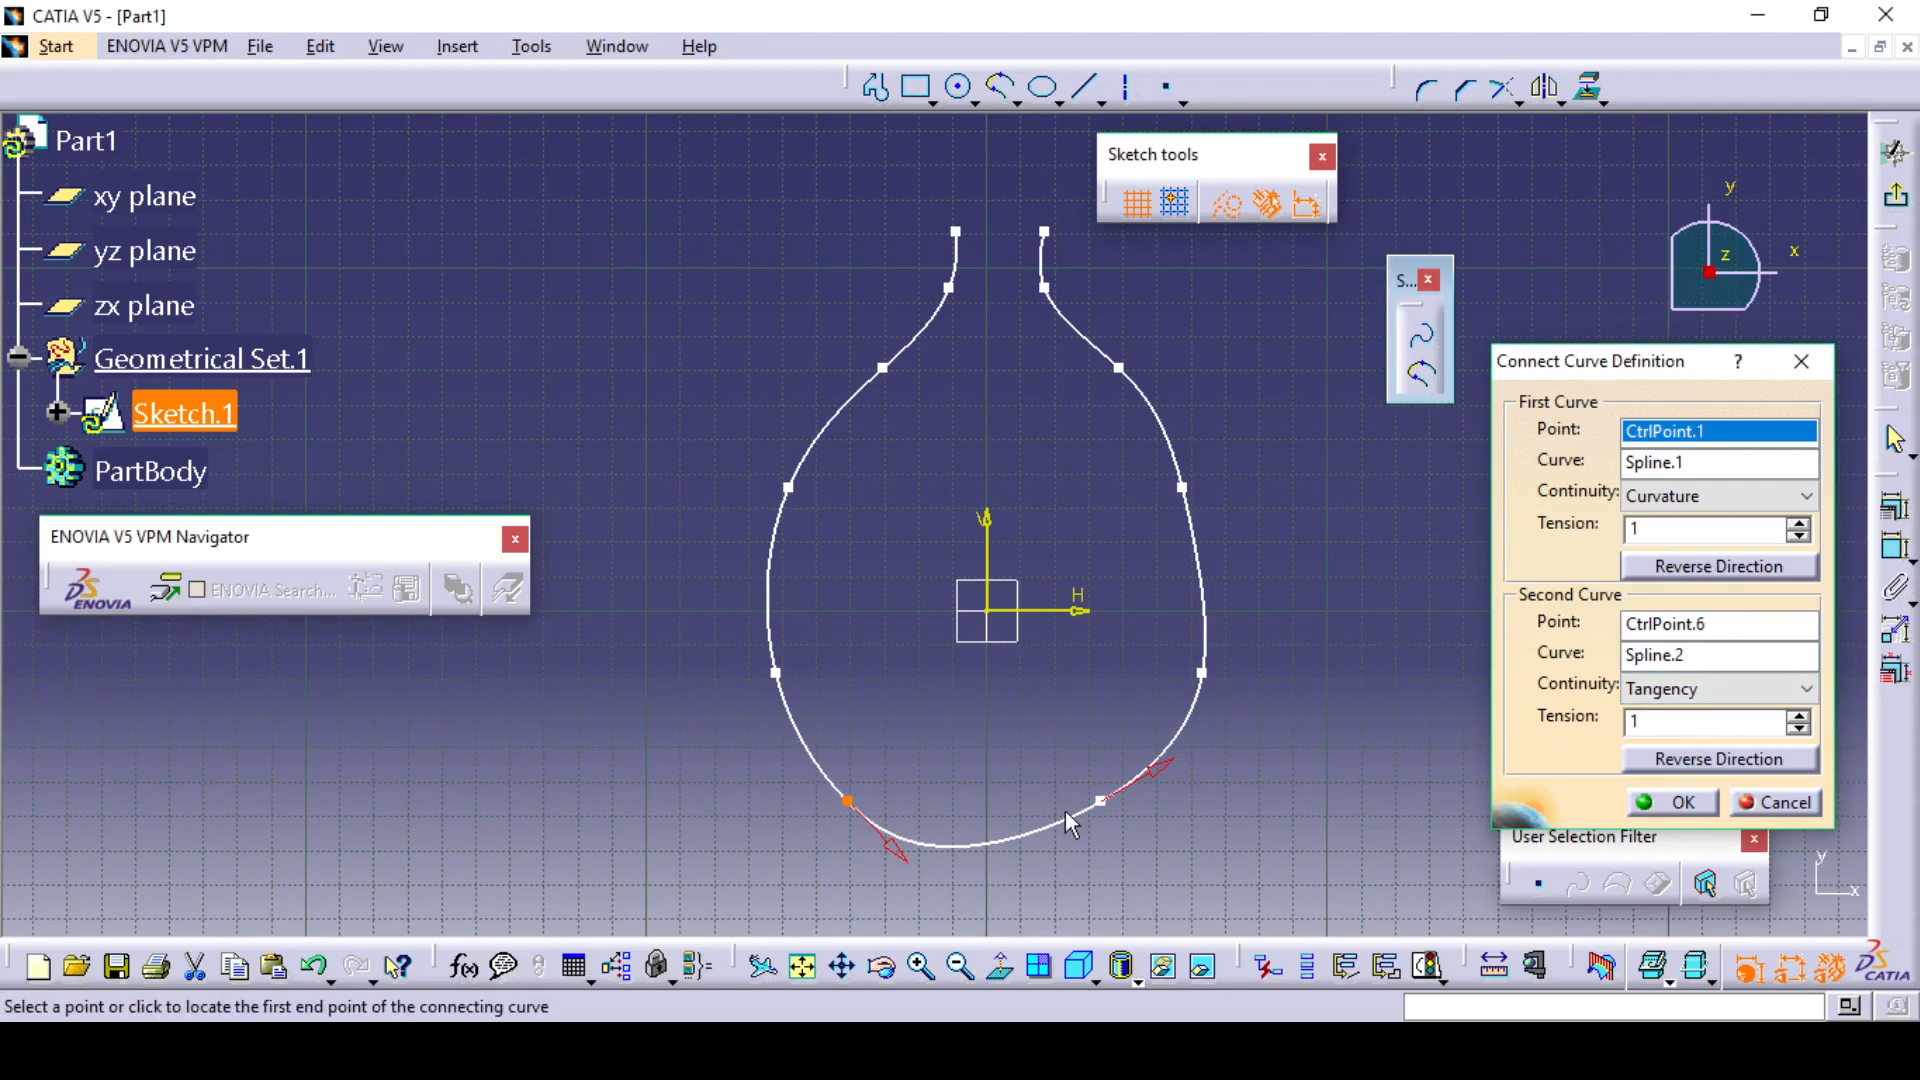 CATIA V5 - [Part1]
Start ENOVIA V5 VPM File Edit View Insert Tools Window Help
Part1
xy plane
yz plane
zx plane
Geometrical Set.1
Sketch.1
PartBody
ENOVIA V5 VPM Navigator
ENOVIA
ENOVIA Search...
Sketch tools
S...
y
x
z
V
H
Connect Curve Definition ?
First Curve
Point: CtrlPoint.1
Curve: Spline.1
Continuity: Curvature
Tension: 1
Reverse Direction
Second Curve
Point: CtrlPoint.6
Curve: Spline.2
Continuity: Tangency
Tension: 1
Reverse Direction
OK Cancel
User Selection Filter
y
x
f(x)
CATIA
Select a point or click to locate the first end point of the connecting curve